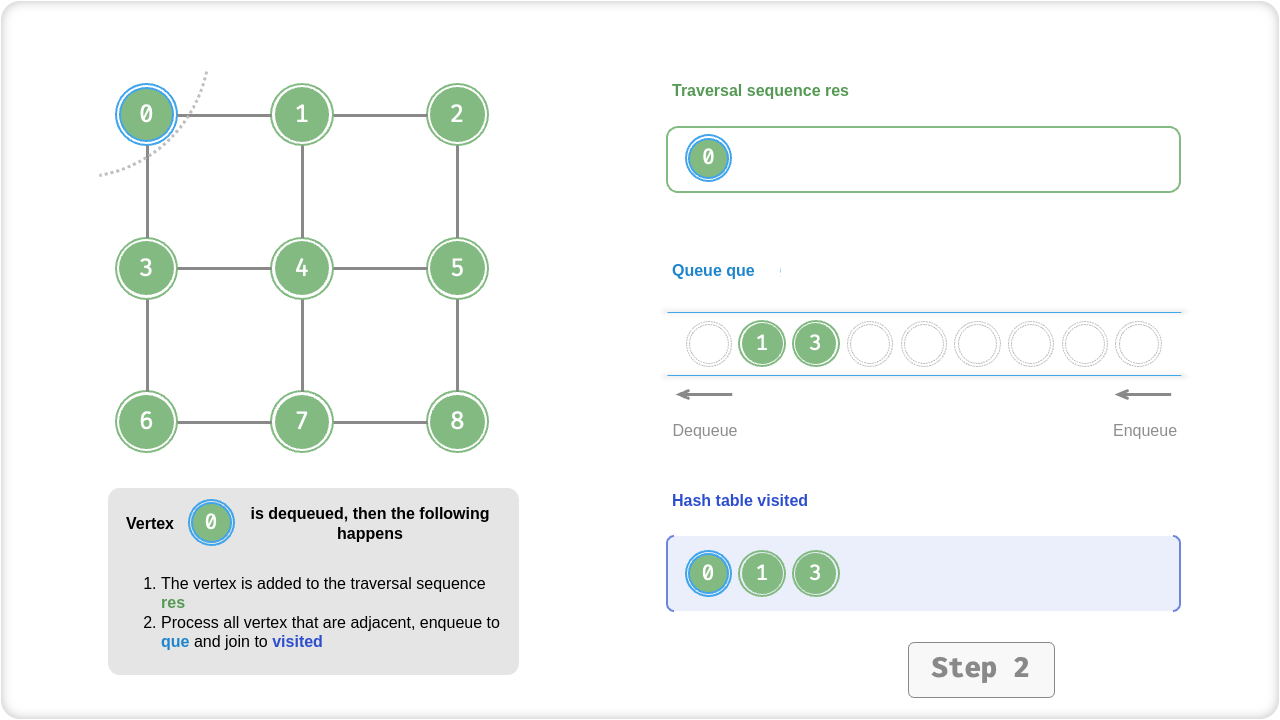 0 1 2
3 4 5
6 7 8
Vertex 0 is dequeued, then the following
happens
1. The vertex is added to the traversal sequence
res
2. Process all vertex that are adjacent, enqueue to
que and join to visited
Traversal sequence res
0
Queue que
1 3
Dequeue Enqueue
Hash table visited
0 1 3
Step 2